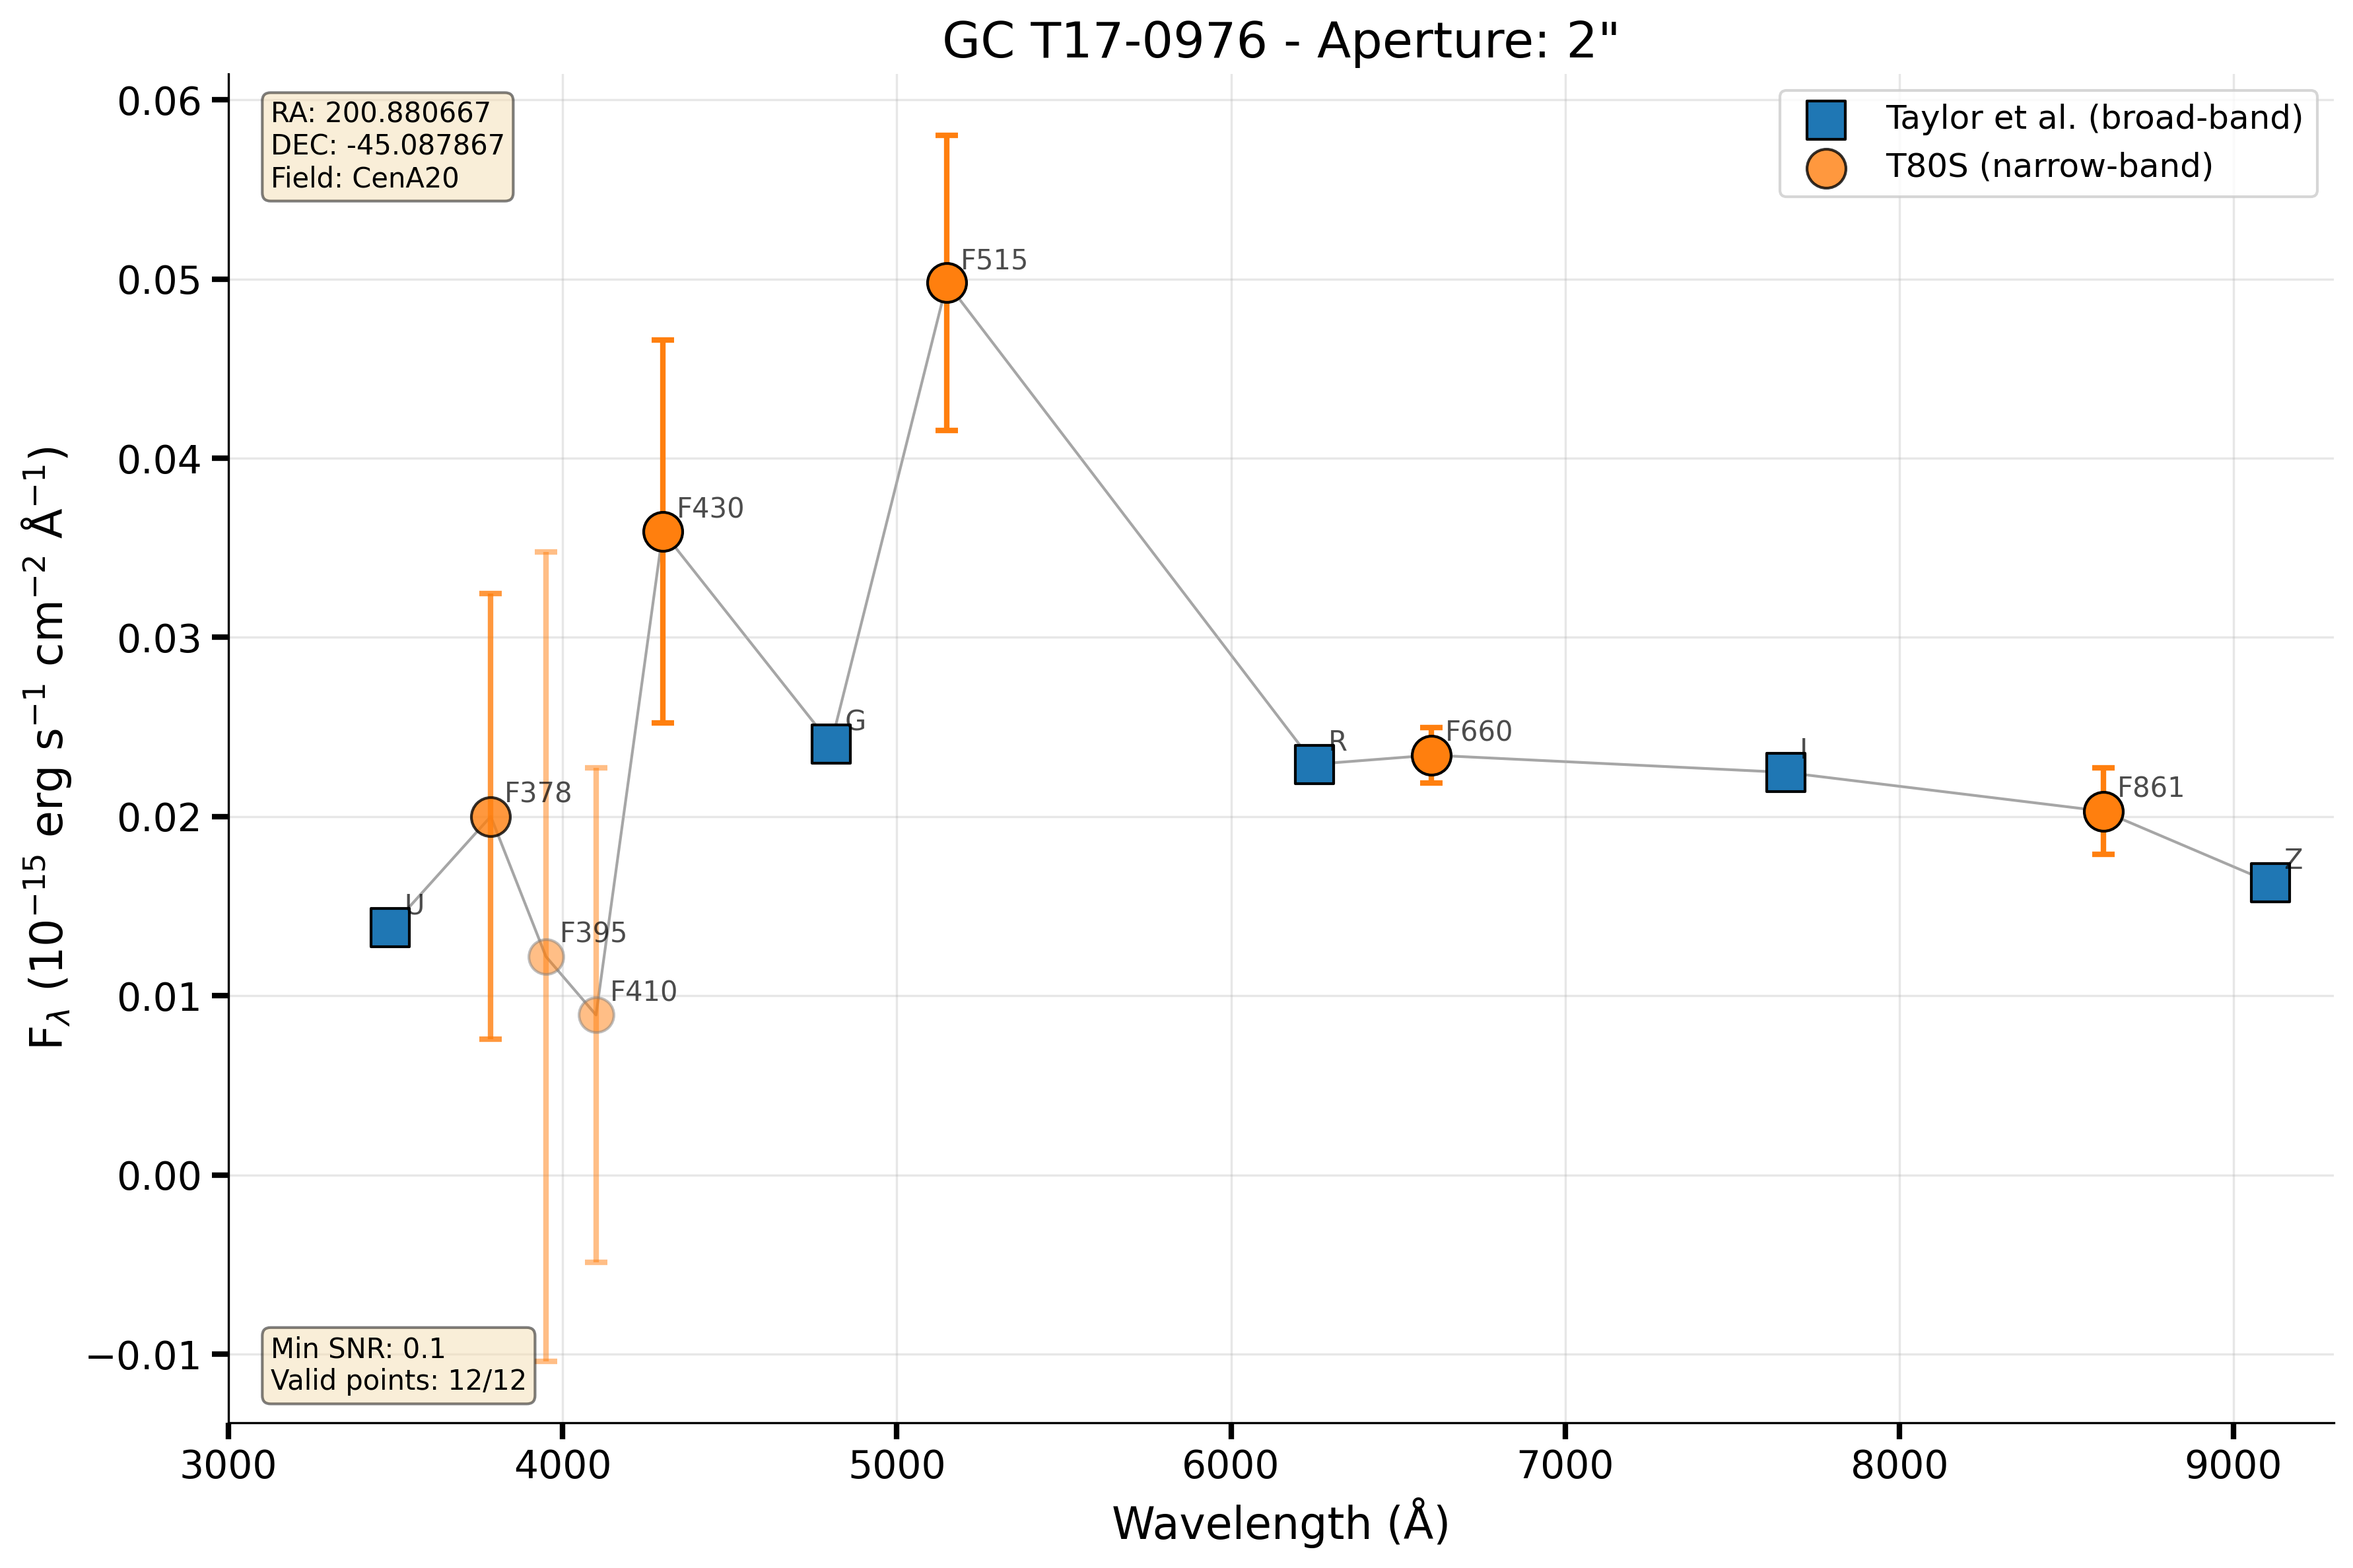 GC T17-0976 - Aperture: 2"
RA: 200.880667
DEC: -45.087867
Field: CenA20
Taylor et al. (broad-band)
T80S (narrow-band)
F515
F430
G
R
F660
I
F378
F861
Z
U
F395
F410
Min SNR: 0.1
Valid points: 12/12
0.06
0.05
0.04
0.03
0.02
0.01
0.00
−0.01
3000 4000 5000 6000 7000 8000 9000
Wavelength (Å)
F$_λ$ (10$^{−15}$ erg s$^{−1}$ cm$^{−2}$ Å$^{−1}$)